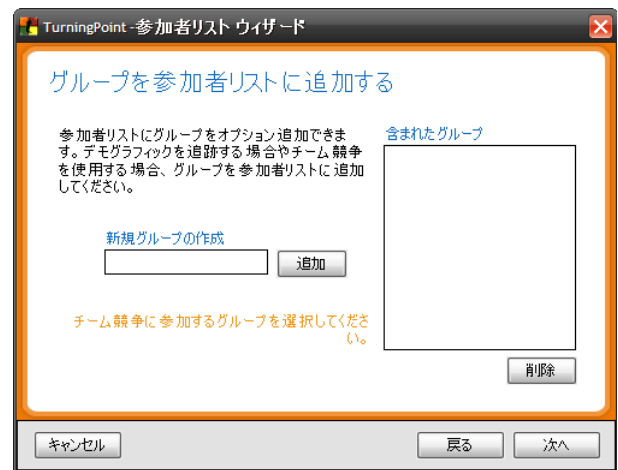 TurningPoint -参加者リスト ウィザード
グループを参加者リストに追加する
参加者リストにグループをオプション追加できま
す。デモグラフィックを追跡する場合やチーム競争
を使用する場合、グループを参加者リストに追加
してください。
含まれたグループ
新規グループの作成
追加
チーム競争に参加するグループを選択してくださ
い。
削除
キャンセル
戻る
次へ